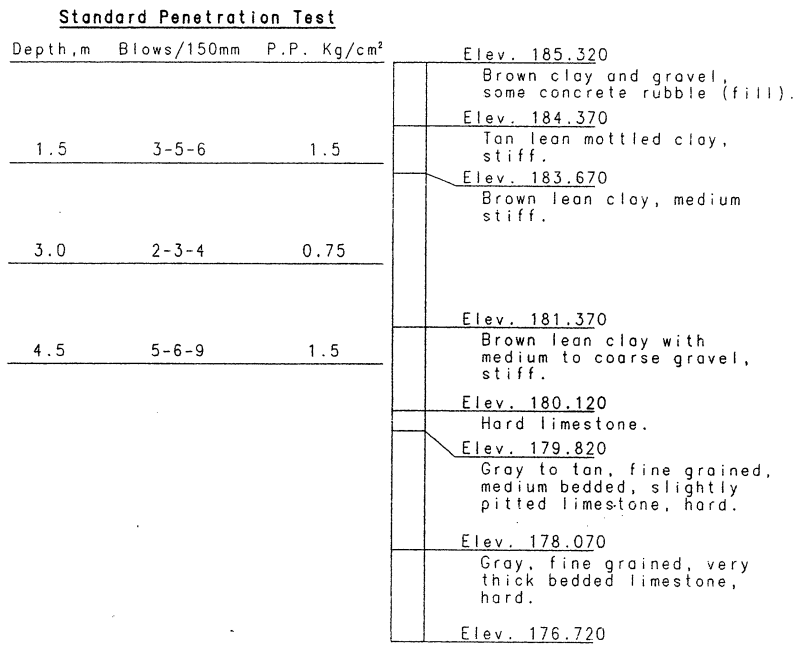 Standard Penetration Test
Depth,m Blows/150mm P.P. Kg/cm²
1.5 3-5-6 1.5
3.0 2-3-4 0.75
4.5 5-6-9 1.5
Elev. 185.320
Brown clay and gravel,
some concrete rubble (fill).
Elev. 184.370
Tan lean mottled clay,
stiff.
Elev. 183.670
Brown lean clay, medium
stiff.
Elev. 181.370
Brown lean clay with
medium to coarse gravel,
stiff.
Elev. 180.120
Hard limestone.
Elev. 179.820
Gray to tan, fine grained,
medium bedded, slightly
pitted limestone, hard.
Elev. 178.070
Gray, fine grained, very
thick bedded limestone,
hard.
Elev. 176.720